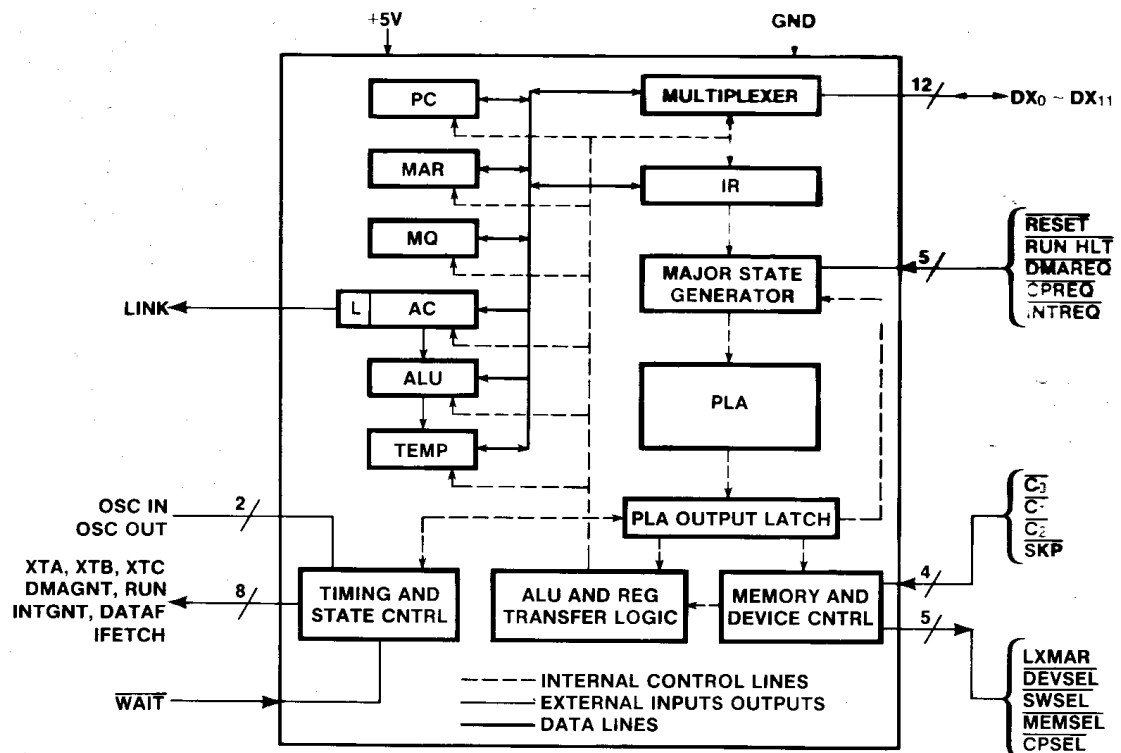 +5V
GND
PC
MULTIPLEXER
12
DX0 ~ DX11
MAR
IR
MQ
RESET
RUN HLT
DMAREQ
CPREQ
INTREQ
5
MAJOR STATE
GENERATOR
LINK
L
AC
ALU
PLA
TEMP
OSC IN
OSC OUT
2
PLA OUTPUT LATCH
C2
SKP
4
XTA, XTB, XTC
DMAGNT, RUN
INTGNT, DATAF
IFETCH
8
TIMING AND
STATE CNTRL
ALU AND REG
TRANSFER LOGIC
MEMORY AND
DEVICE CNTRL
5
WAIT
INTERNAL CONTROL LINES
EXTERNAL INPUTS OUTPUTS
DATA LINES
LXMAR
DEVSEL
SWSEL
MEMSEL
CPSEL